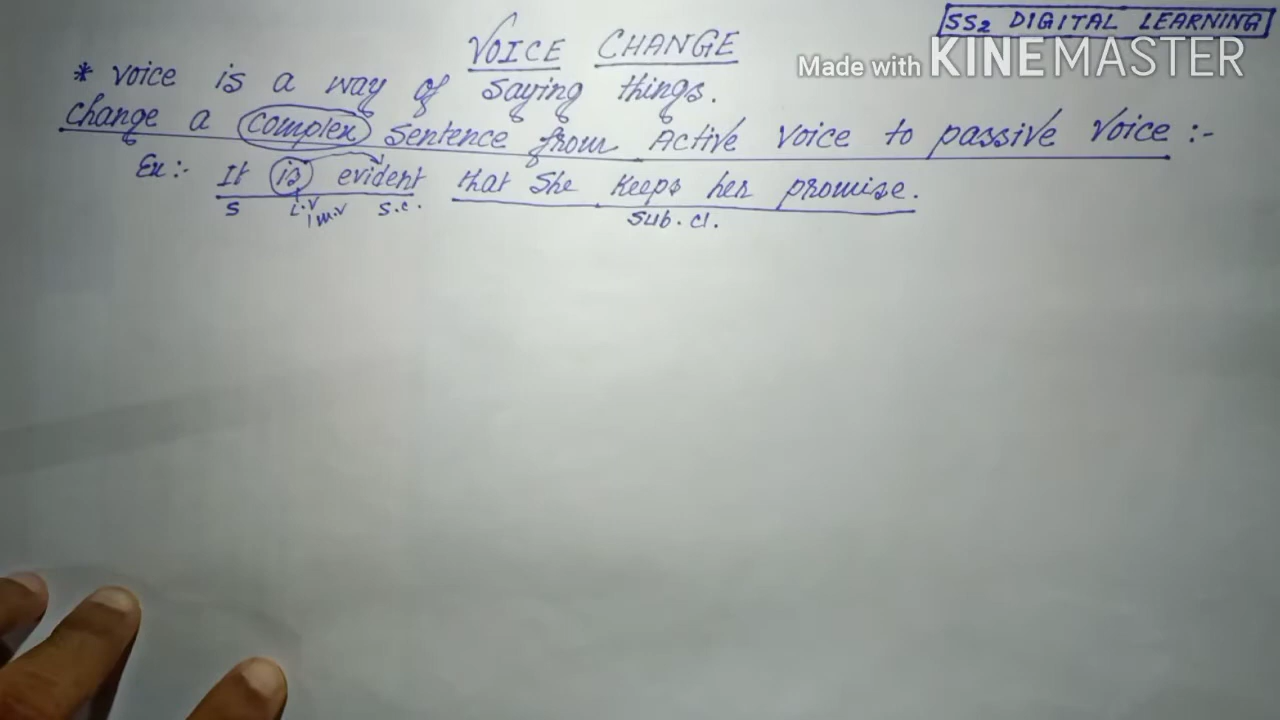 SS2 DIGITAL LEARNING
Made with KINEMASTER
VOICE CHANGE
* Voice is a way of saying things.
Change a complex sentence from Active voice to passive voice :-
Ex :- It is evident that she keeps her promise.
S L.V S.C. Sub. cl.
I M.V